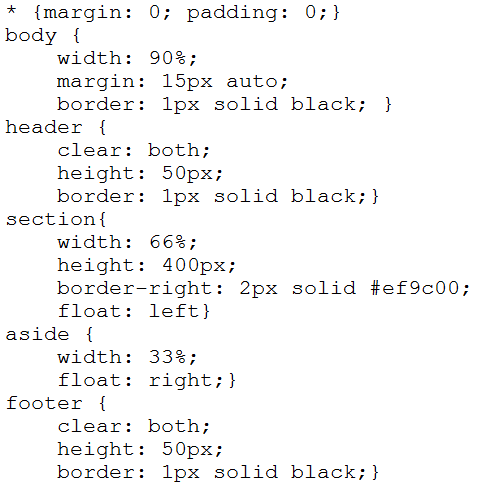 * {margin: 0; padding: 0;}
body {
    width: 90%;
    margin: 15px auto;
    border: 1px solid black; }
header {
    clear: both;
    height: 50px;
    border: 1px solid black;}
section{
    width: 66%;
    height: 400px;
    border-right: 2px solid #ef9c00;
    float: left}
aside {
    width: 33%;
    float: right;}
footer {
    clear: both;
    height: 50px;
    border: 1px solid black;}